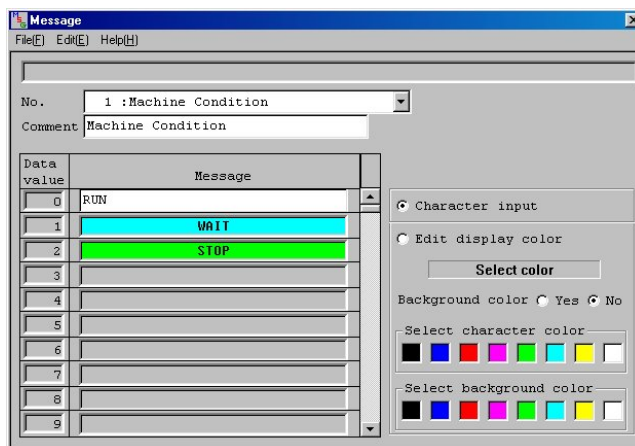 Message
File(F) Edit(E) Help(H)
No. 1 :Machine Condition
Comment Machine Condition
Data value Message
0 RUN
1 WAIT
2 STOP
3
4
5
6
7
8
9
Character input
Edit display color
Select color
Background color Yes No
Select character color
Select background color